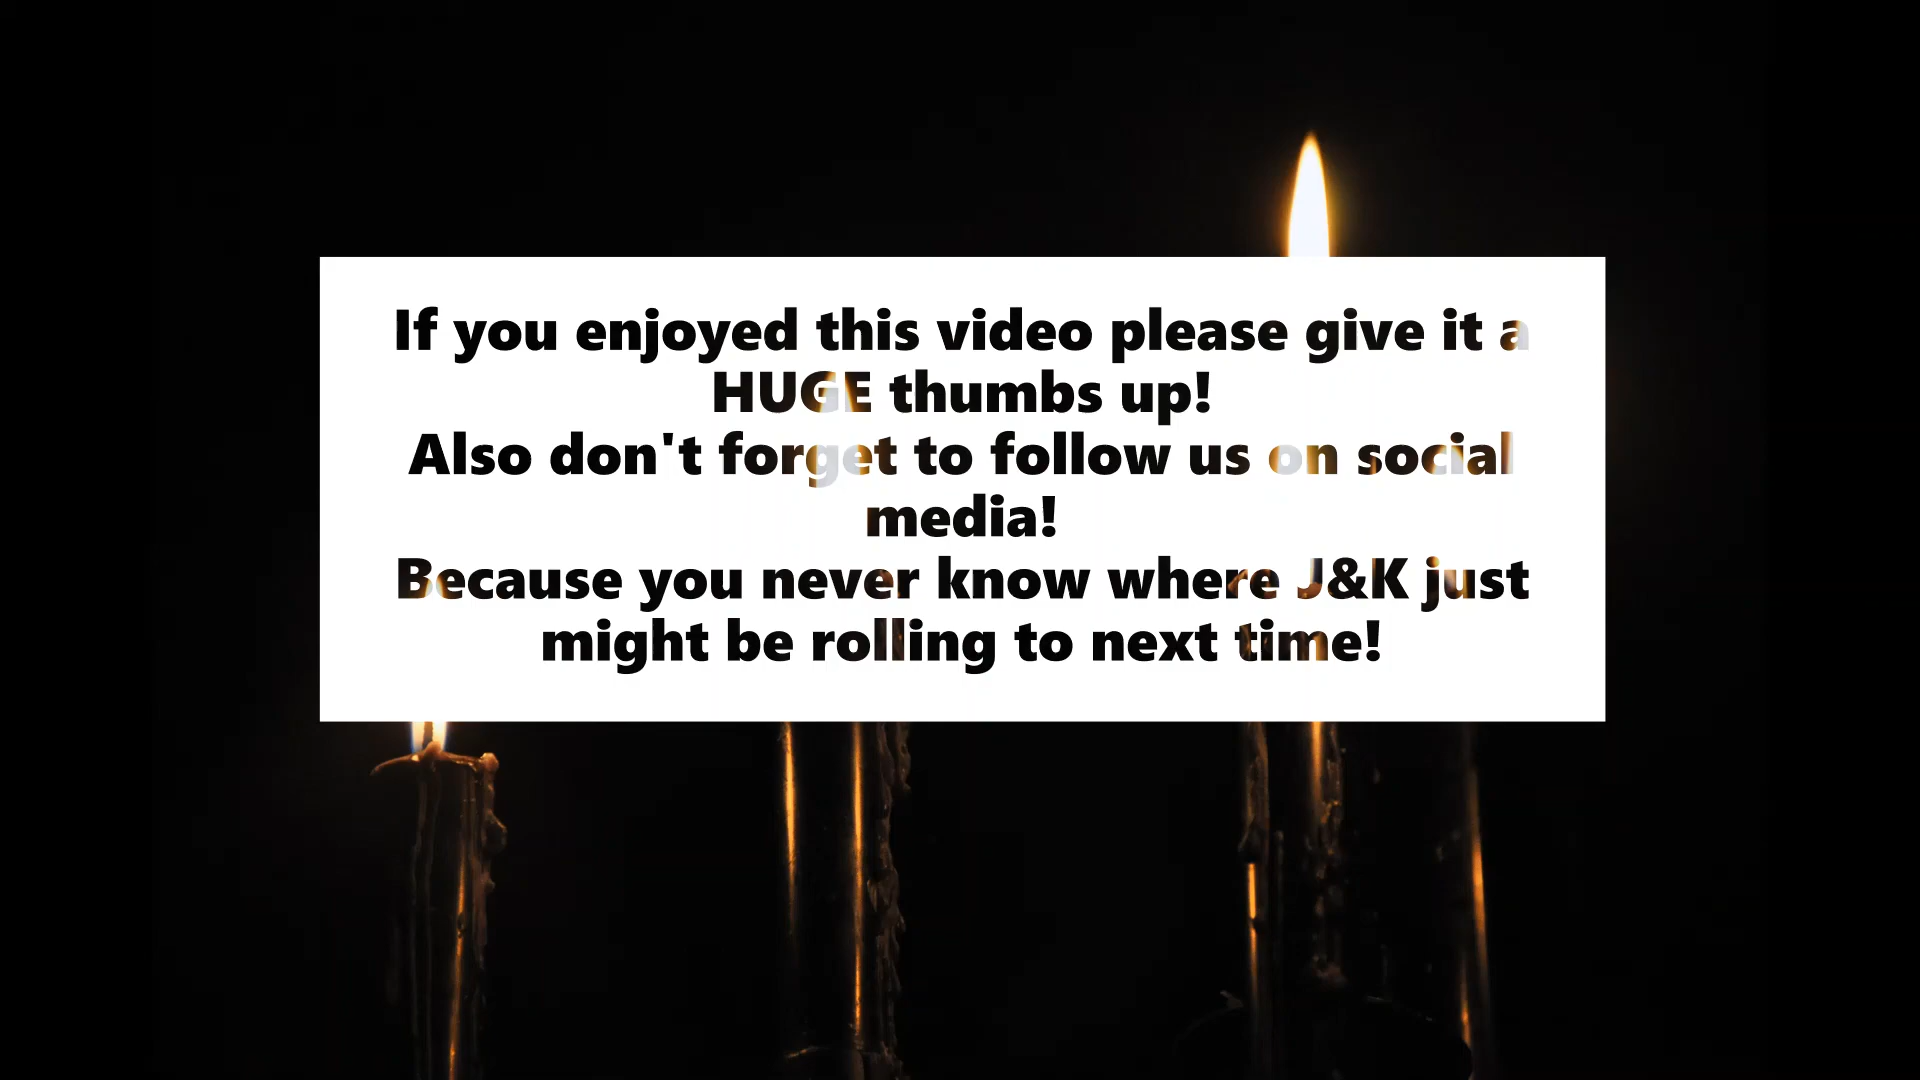 If you enjoyed this video please give it a
HUGE thumbs up!
Also don't forget to follow us on social
media!
Because you never know where J&K just
might be rolling to next time!